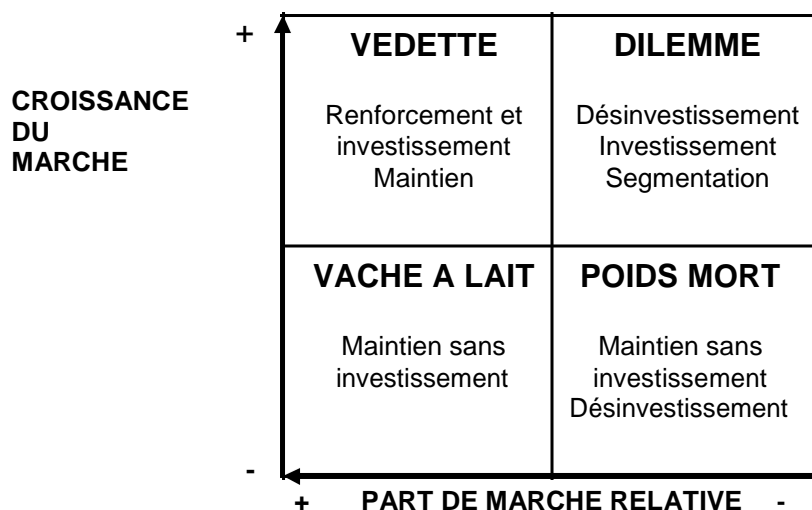 +
VEDETTE
Renforcement et
investissement
Maintien
DILEMME
Désinvestissement
Investissement
Segmentation
CROISSANCE
DU
MARCHE
VACHE A LAIT
Maintien sans
investissement
POIDS MORT
Maintien sans
investissement
Désinvestissement
-
+ PART DE MARCHE RELATIVE -